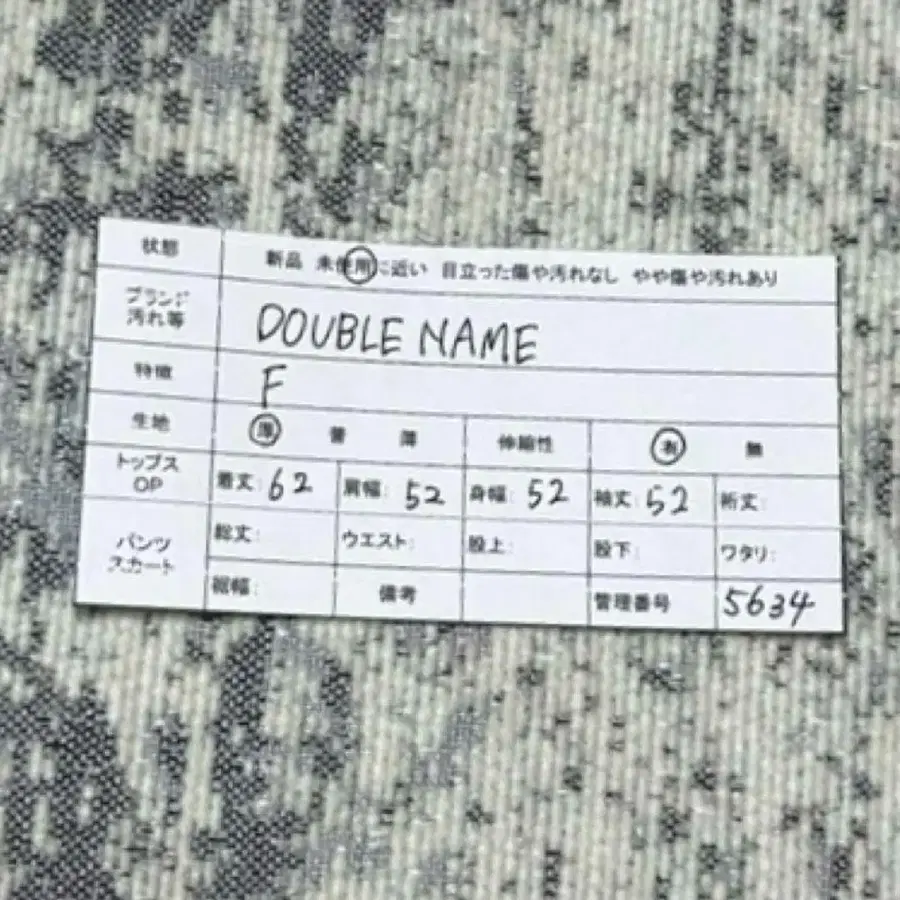 状態 新品 未使用に近い 目立った傷や汚れなし やや傷や汚れあり
ブランド
汚れ等 DOUBLE NAME
特徴 F
生地 厚 普 薄 伸縮性 有 無
トップス
OP 着丈: 62 肩幅: 52 身幅: 52 袖丈: 52 裄丈:
パンツ
スカート 総丈: ウエスト: 股上: 股下: ワタリ:
裾幅: 備考 管理番号 5634